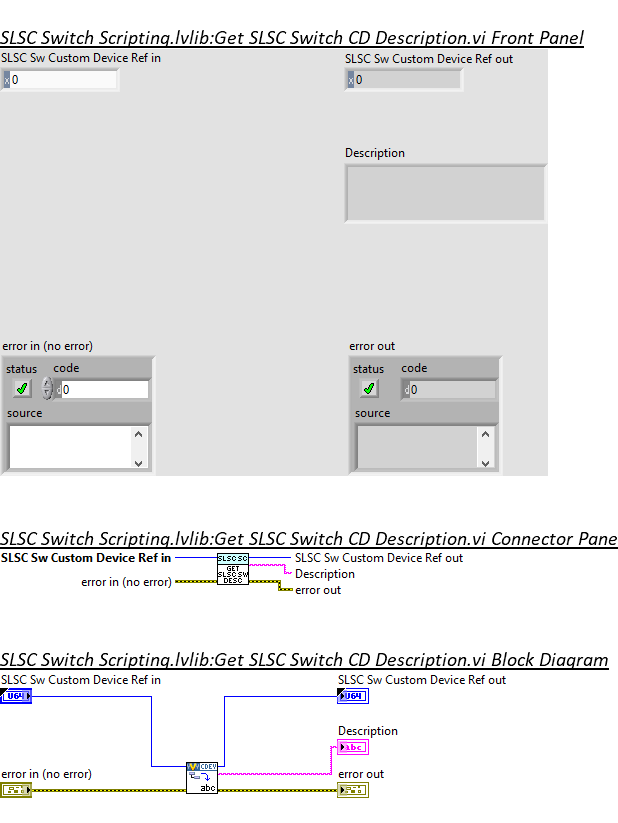 SLSC Switch Scripting.lvlib:Get SLSC Switch CD Description.vi Front Panel
SLSC Sw Custom Device Ref in
SLSC Sw Custom Device Ref out
x 0
x 0
Description
error in (no error)
error out
status code
status code
d 0
d 0
source
source
SLSC Switch Scripting.lvlib:Get SLSC Switch CD Description.vi Connector Pane
SLSC Sw Custom Device Ref in
SLSC SC
SLSC Sw Custom Device Ref out
GET
SLSC SW
DESC
Description
error in (no error)
error out
SLSC Switch Scripting.lvlib:Get SLSC Switch CD Description.vi Block Diagram
SLSC Sw Custom Device Ref in
SLSC Sw Custom Device Ref out
U64
U64
Description
abc
CDEV
abc
error in (no error)
error out